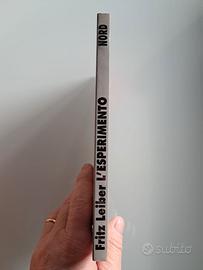 Fritz Leiber L'ESPERIMENTO NORD
subito